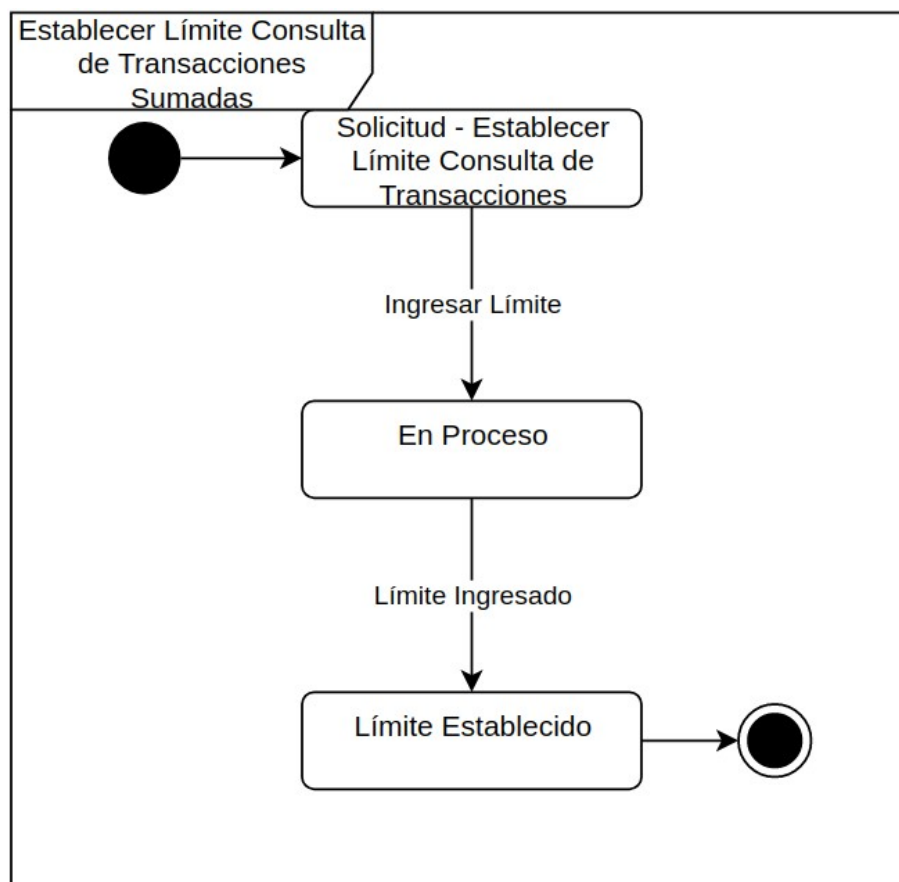 Establecer Límite Consulta
de Transacciones
Sumadas
Solicitud - Establecer
Límite Consulta de
Transacciones
Ingresar Límite
En Proceso
Límite Ingresado
Límite Establecido